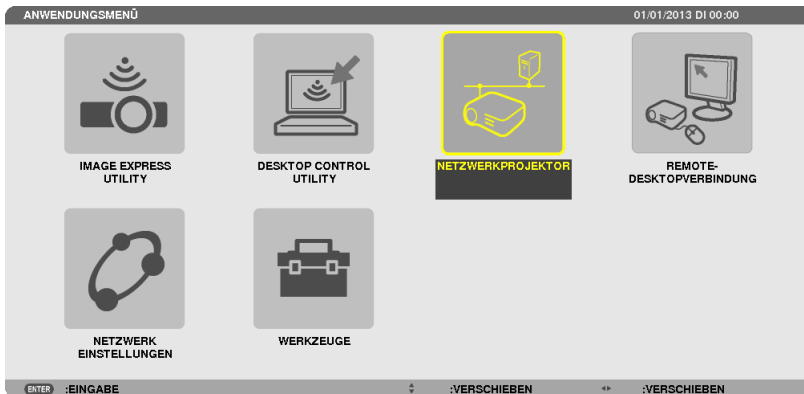 ANWENDUNGSMENÜ 01/01/2013 DI 00:00
IMAGE EXPRESS
UTILITY
DESKTOP CONTROL
UTILITY
NETZWERKPROJEKTOR
REMOTE-
DESKTOPVERBINDUNG
NETZWERK
EINSTELLUNGEN
WERKZEUGE
ENTER :EINGABE :VERSCHIEBEN :VERSCHIEBEN